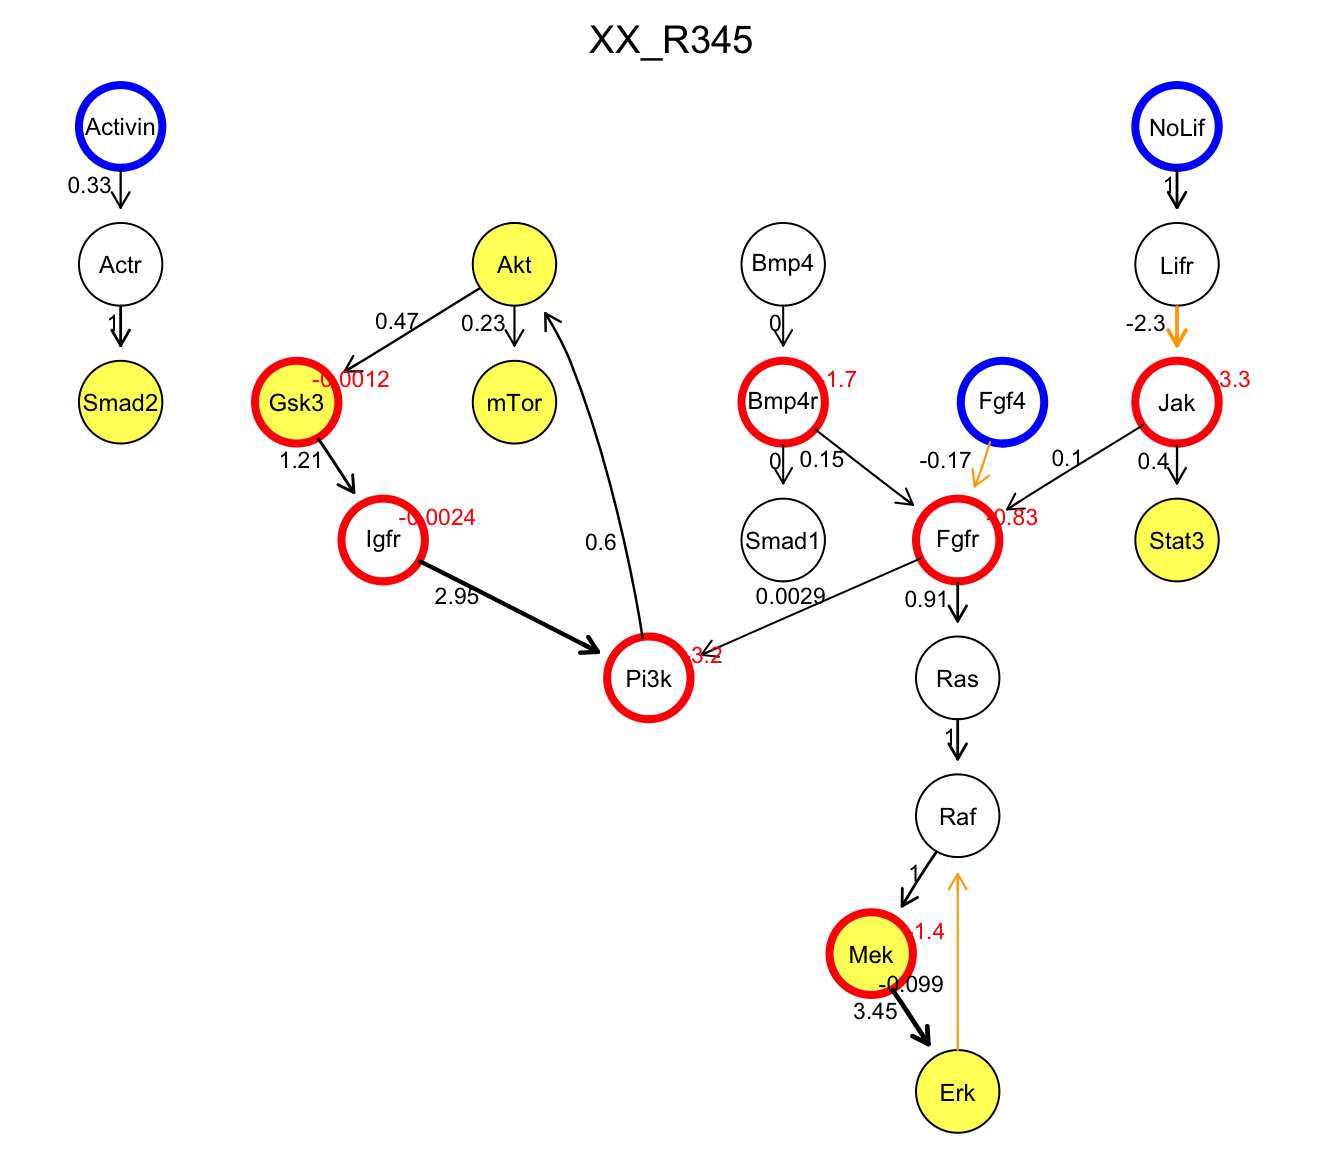 XX_R345
Activin
NoLif
0.33
1
Actr
Akt
Bmp4
Lifr
1
0.47
0.23
0
-2.3
Smad2
Gsk3
-0.0012
mTor
Bmp4r
-1.7
Fgf4
Jak
-3.3
1.21
0
0.15
-0.17
0.1
0.4
Igfr
-0.0024
0.6
Smad1
Fgfr
-0.83
Stat3
2.95
0.0029
0.91
Pi3k
-3.2
Ras
1
Raf
1
Mek
-1.4
-0.099
3.45
Erk